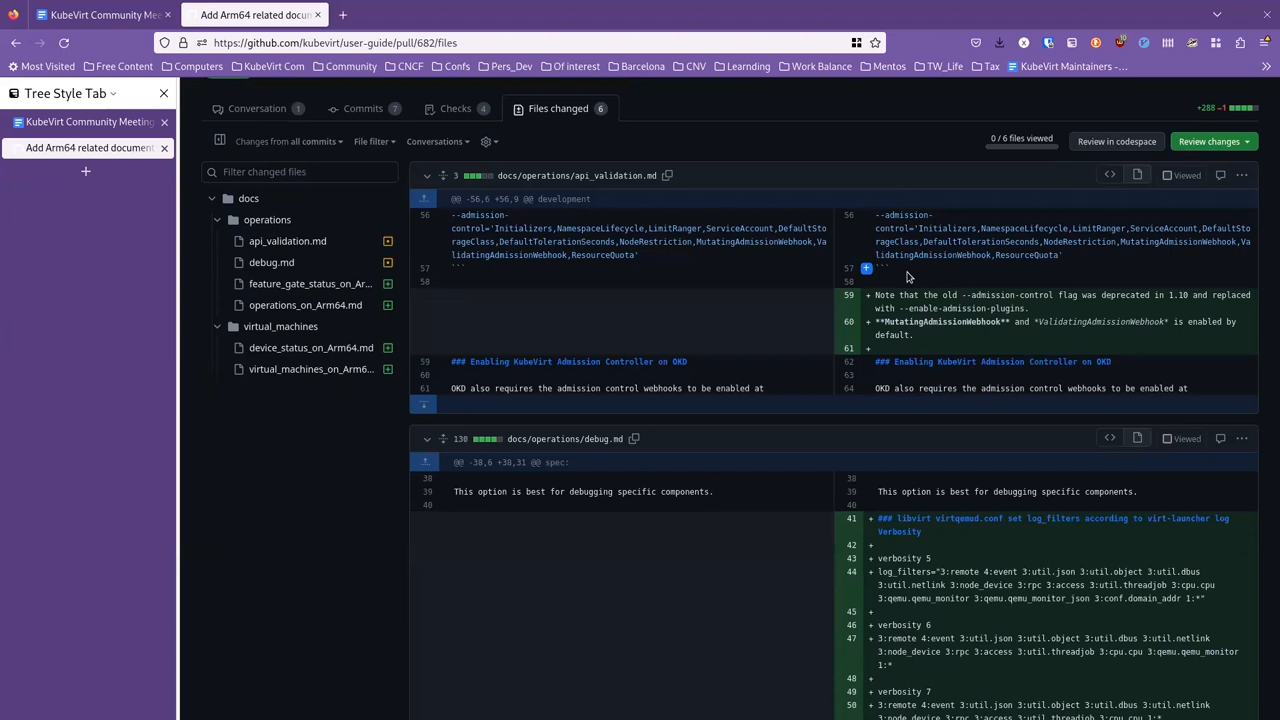 KubeVirt Community Mee
Add Arm64 related docum
https://github.com/kubevirt/user-guide/pull/682/files
Most Visited
Free Content
Computers
KubeVirt Com
Community
CNCF
Confs
Pers_Dev
Of interest
Barcelona
CNV
Learnding
Work Balance
Mentos
TW_Life
Tax
KubeVirt Maintainers –...
Tree Style Tab
KubeVirt Community Meeting
Add Arm64 related document
Conversation 1
Commits 7
Checks 4
Files changed 6
+288 −1
Changes from all commits
File filter
Conversations
0 / 6 files viewed
Review in codespace
Review changes
Filter changed files
docs
operations
api_validation.md
debug.md
feature_gate_status_on_Ar...
operations_on_Arm64.md
virtual_machines
device_status_on_Arm64.md
virtual_machines_on_Arm6...
3 docs/operations/api_validation.md
Viewed
@@ -56,6 +56,9 @@ development
56 --admission-
control='Initializers,NamespaceLifecycle,LimitRanger,ServiceAccount,DefaultSto
rageClass,DefaultTolerationSeconds,NodeRestriction,MutatingAdmissionWebhook,Va
lidatingAdmissionWebhook,ResourceQuota'
57 ```
58
59 ### Enabling KubeVirt Admission Controller on OKD
60
61 OKD also requires the admission control webhooks to be enabled at
56 --admission-
control='Initializers,NamespaceLifecycle,LimitRanger,ServiceAccount,DefaultSto
rageClass,DefaultTolerationSeconds,NodeRestriction,MutatingAdmissionWebhook,Va
lidatingAdmissionWebhook,ResourceQuota'
57 ```
58
59 + Note that the old --admission-control flag was deprecated in 1.10 and replaced
with --enable-admission-plugins.
60 + **MutatingAdmissionWebhook** and *ValidatingAdmissionWebhook* is enabled by
default.
61 +
62 ### Enabling KubeVirt Admission Controller on OKD
63
64 OKD also requires the admission control webhooks to be enabled at
130 docs/operations/debug.md
Viewed
@@ -38,6 +38,31 @@ spec:
38
39 This option is best for debugging specific components.
40
38
39 This option is best for debugging specific components.
40
41 + ### libvirt virtqemud.conf set log_filters according to virt-launcher log
Verbosity
42 +
43 + verbosity 5
44 + log_filters="3:remote 4:event 3:util.json 3:util.object 3:util.dbus
3:util.netlink 3:node_device 3:rpc 3:access 3:util.threadjob 3:cpu.cpu
3:qemu.qemu_monitor 3:qemu.qemu_monitor_json 3:conf.domain_addr 1:*"
45 +
46 + verbosity 6
47 + 3:remote 4:event 3:util.json 3:util.object 3:util.dbus 3:util.netlink
3:node_device 3:rpc 3:access 3:util.threadjob 3:cpu.cpu 3:qemu.qemu_monitor
1:*
48 +
49 + verbosity 7
50 + 3:remote 4:event 3:util.json 3:util.object 3:util.dbus 3:util.netlink
3:node_device 3:rpc 3:access 3:util.threadjob 3:cpu.cpu 1:*